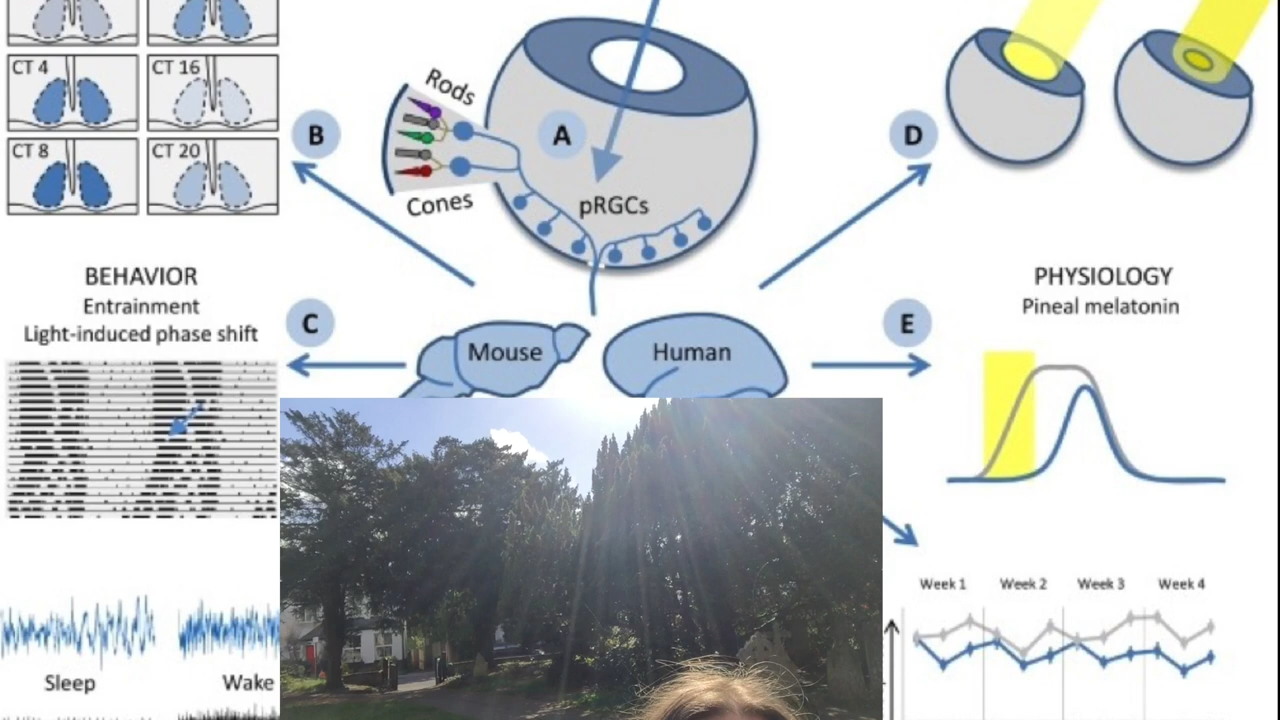 CT 4
CT 16
CT 8
CT 20
B
Rods
Cones
A
pRGCs
D
BEHAVIOR
Entrainment
Light-induced phase shift
C
Mouse
Human
E
PHYSIOLOGY
Pineal melatonin
Week 1
Week 2
Week 3
Week 4
Sleep
Wake